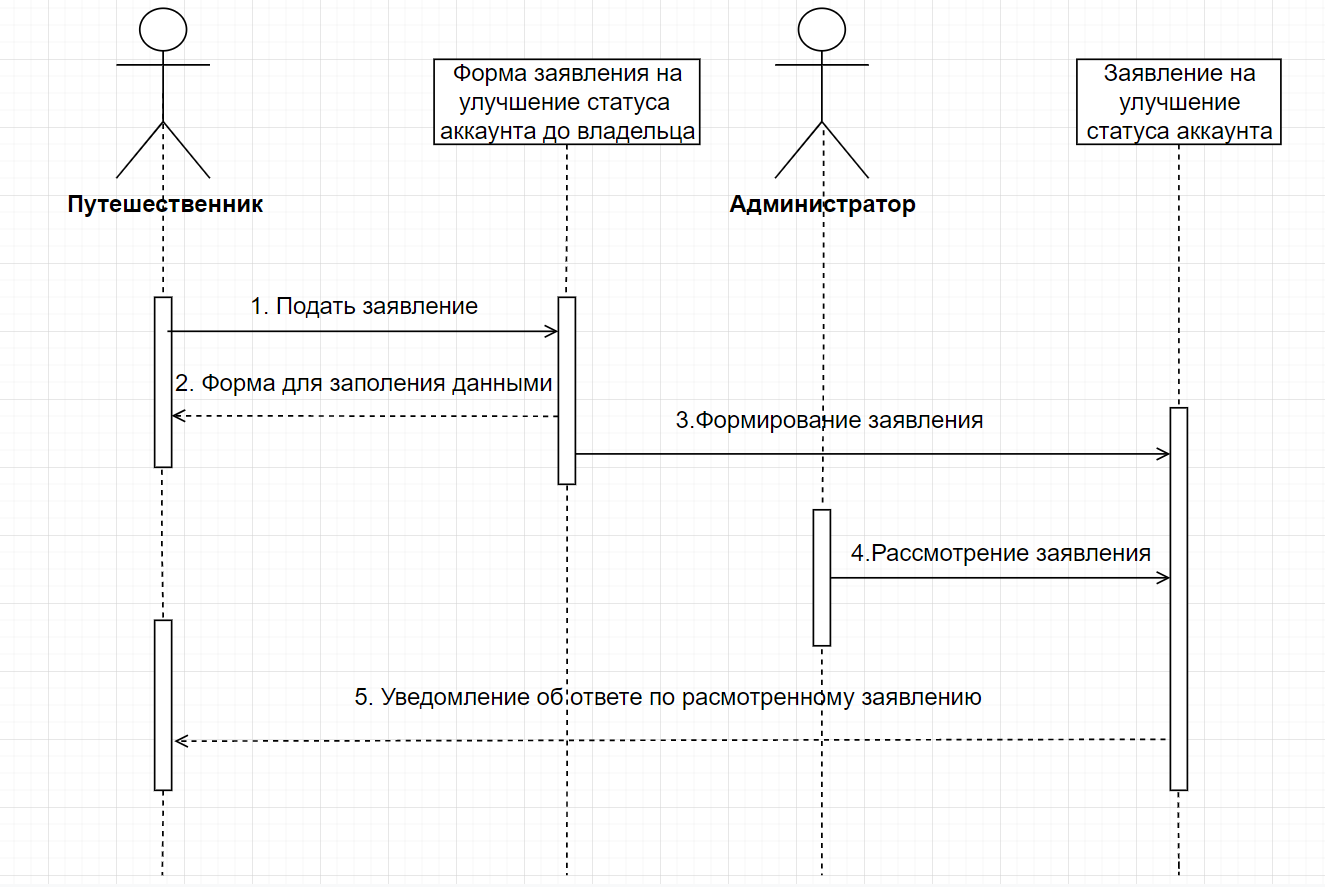 Форма заявления на
улучшение статуса
аккаунта до владельца
Заявление на
улучшение
статуса аккаунта
Путешественник
Администратор
1. Подать заявление
2. Форма для заполения данными
3.Формирование заявления
4.Рассмотрение заявления
5. Уведомление об ответе по расмотренному заявлению